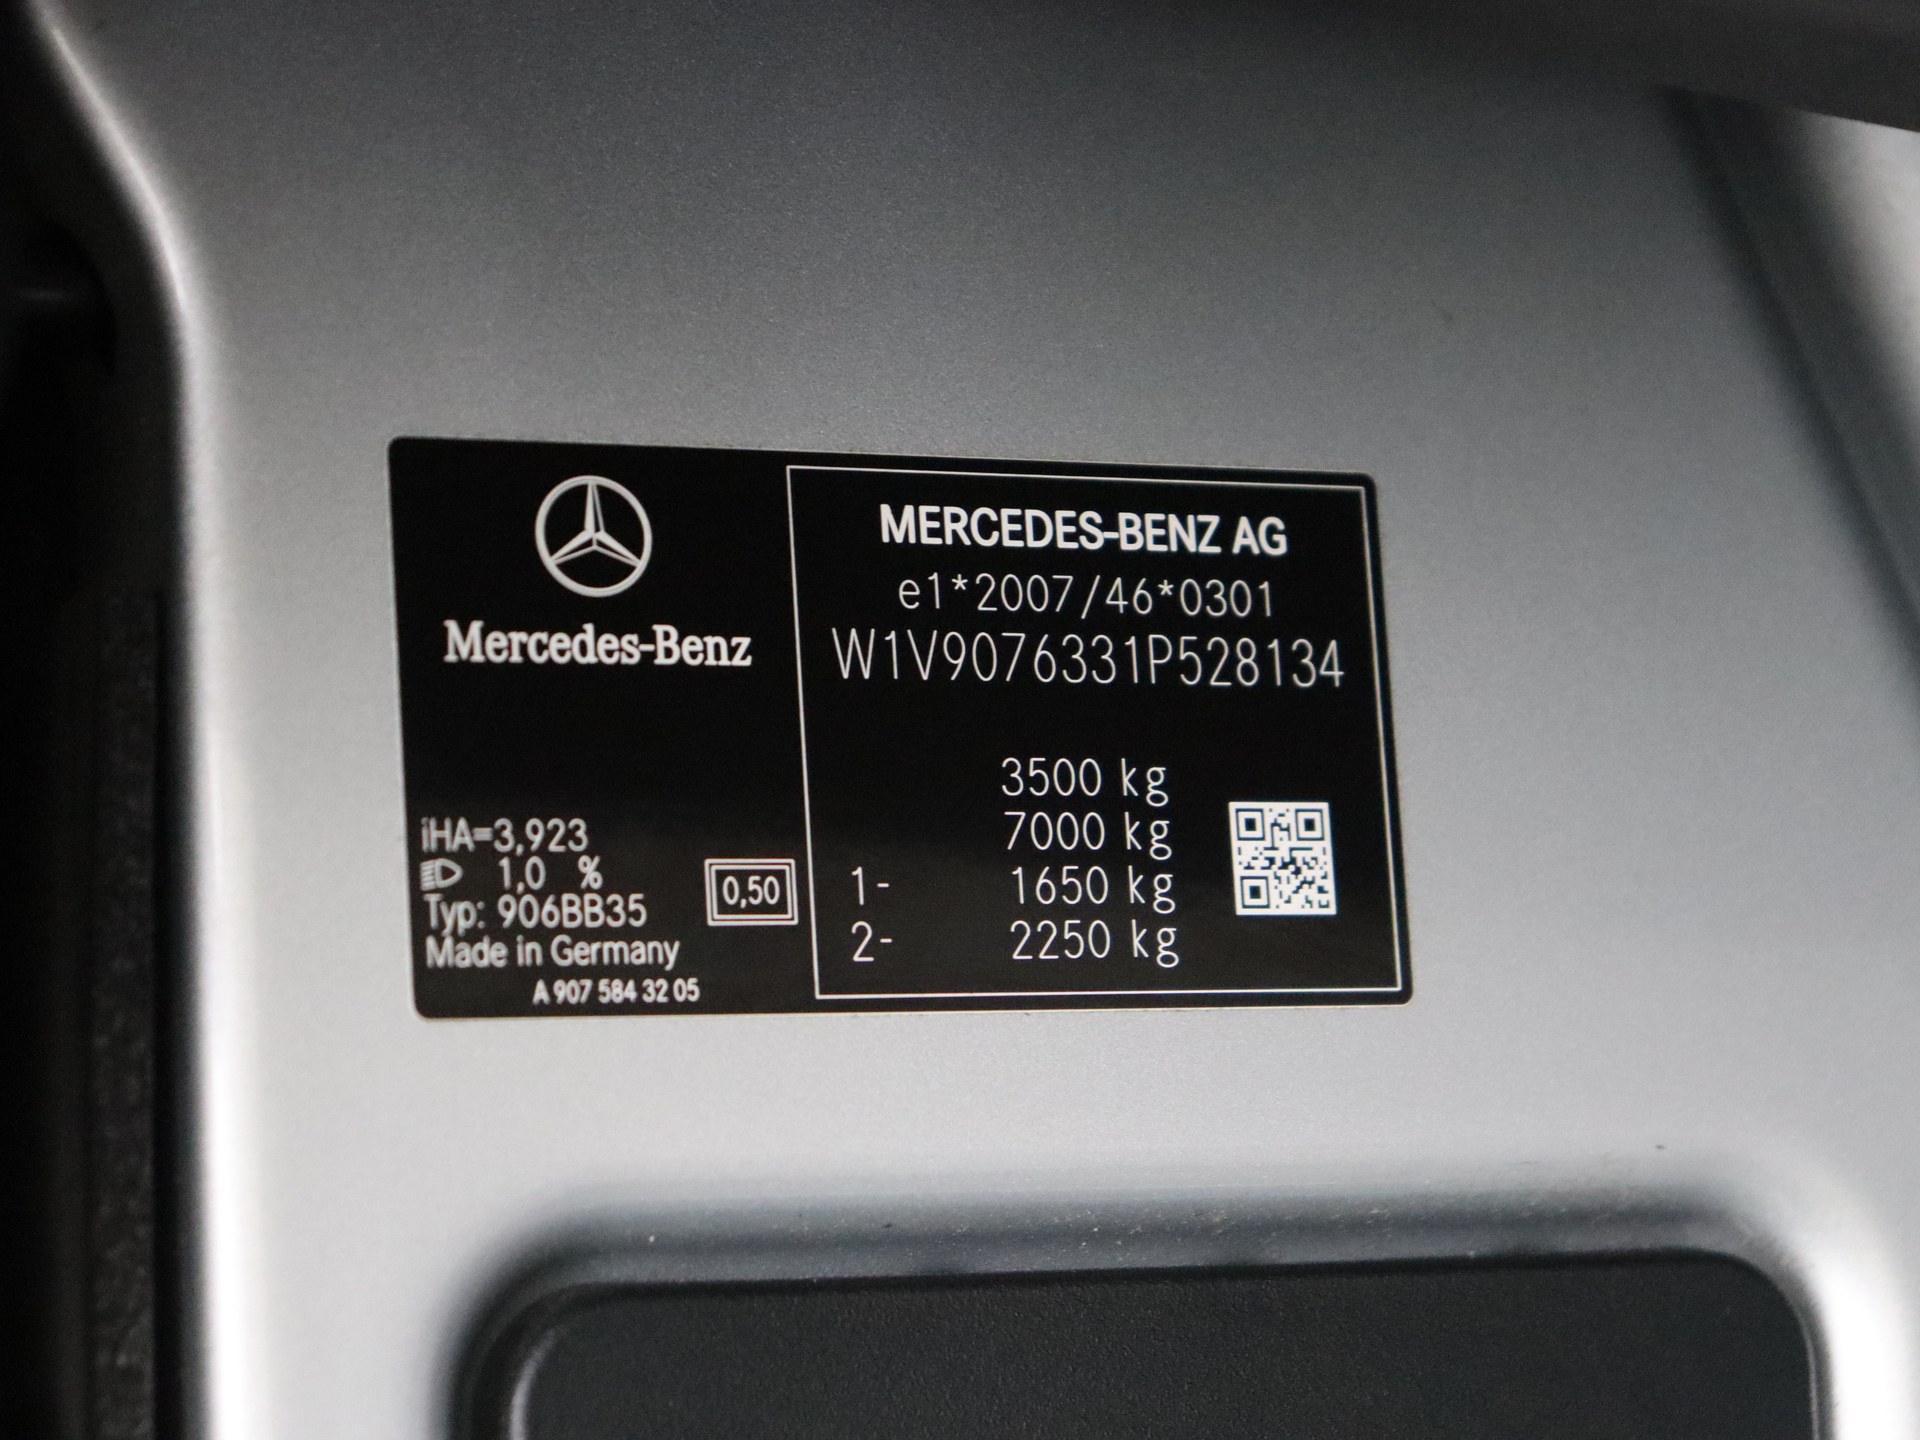 Mercedes-Benz
iHA=3,923
1,0 %
Typ: 906BB35
Made in Germany
A 907 584 32 05
0,50
MERCEDES-BENZ AG
e1*2007/46*0301
W1V9076331P528134
3500 kg
7000 kg
1- 1650 kg
2- 2250 kg